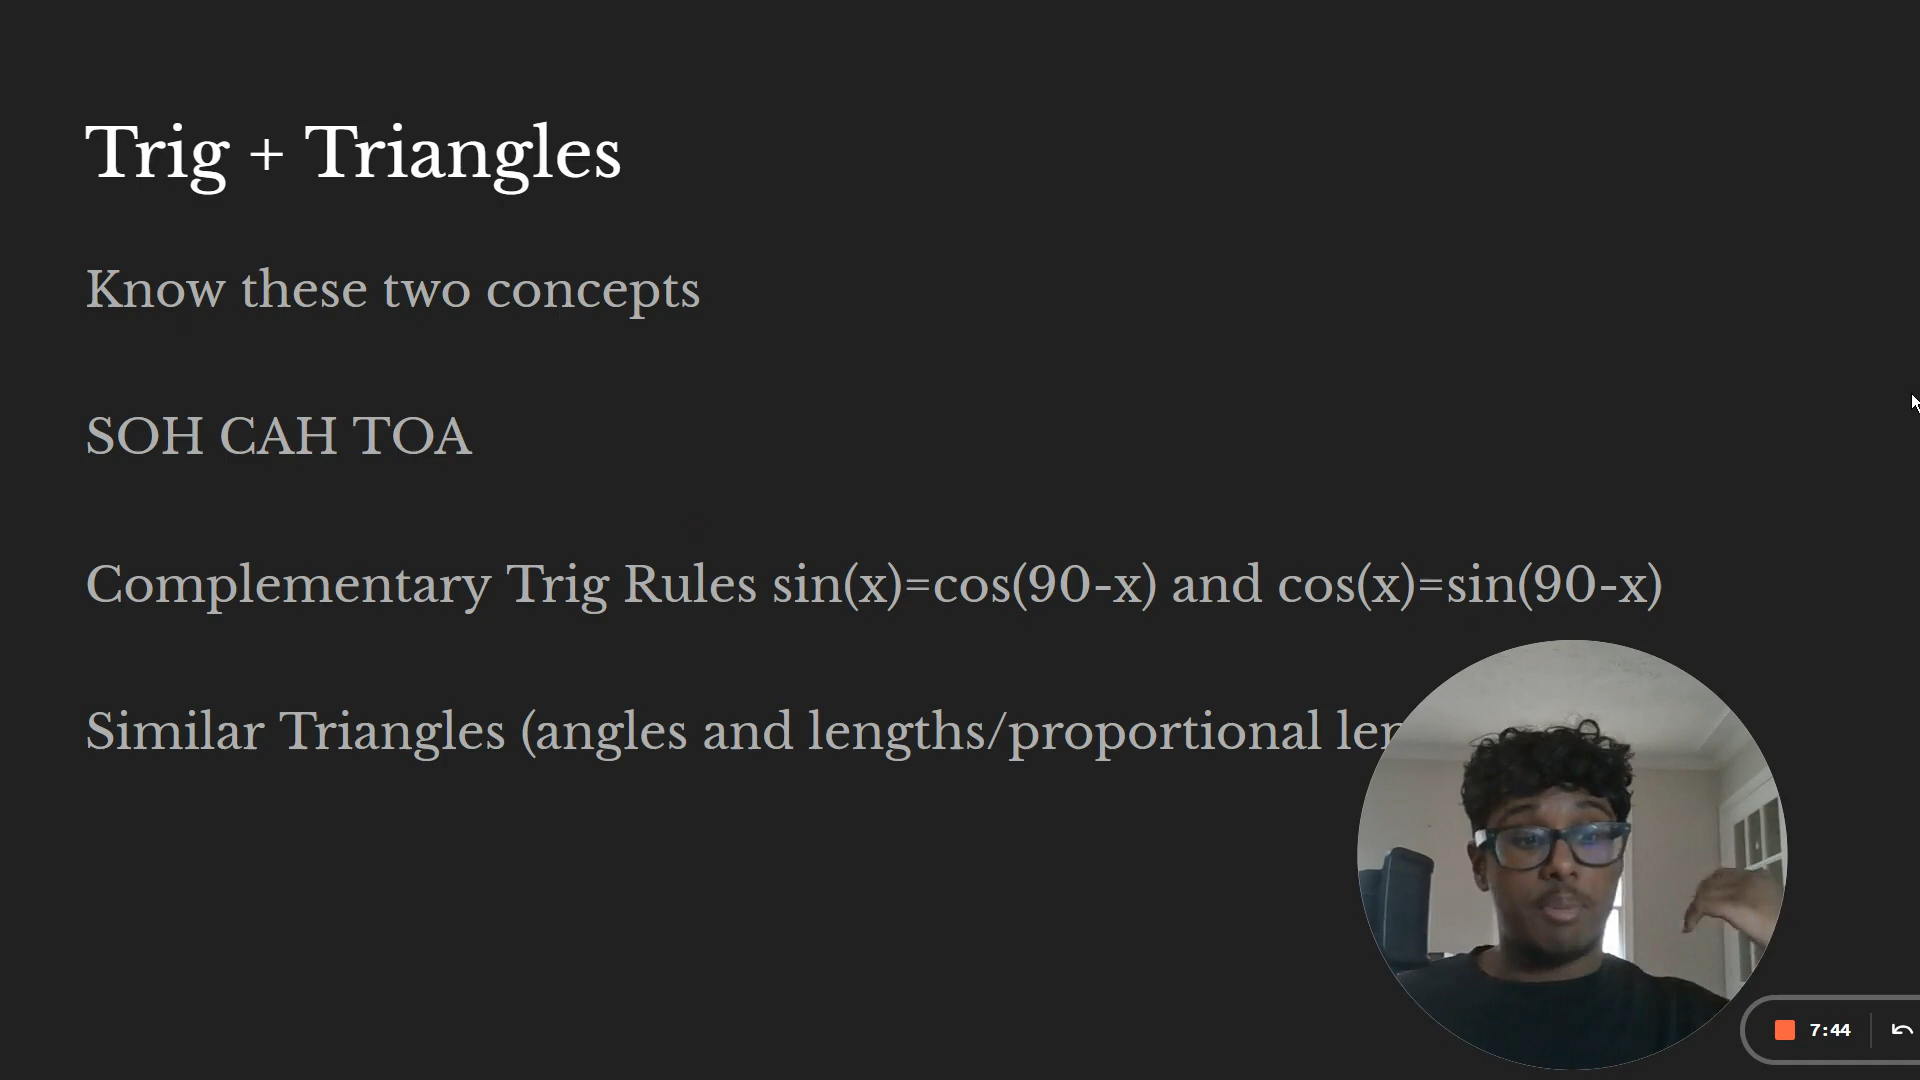 Trig + Triangles
Know these two concepts
SOH CAH TOA
Complementary Trig Rules sin(x)=cos(90-x) and cos(x)=sin(90-x)
Similar Triangles (angles and lengths/proportional
7:44